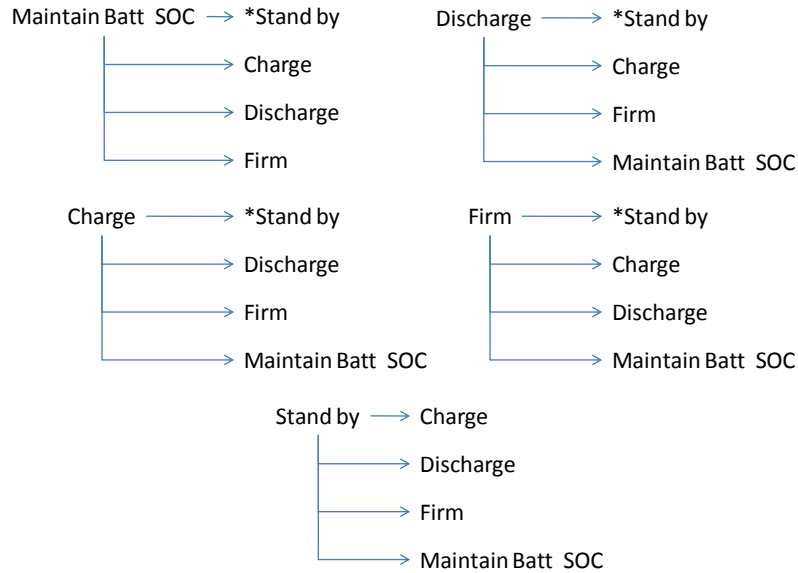 Maintain Batt SOC *Stand by
Charge
Discharge
Firm
Discharge *Stand by
Charge
Firm
Maintain Batt SOC
Charge *Stand by
Discharge
Firm
Maintain Batt SOC
Firm *Stand by
Charge
Discharge
Maintain Batt SOC
Stand by Charge
Discharge
Firm
Maintain Batt SOC